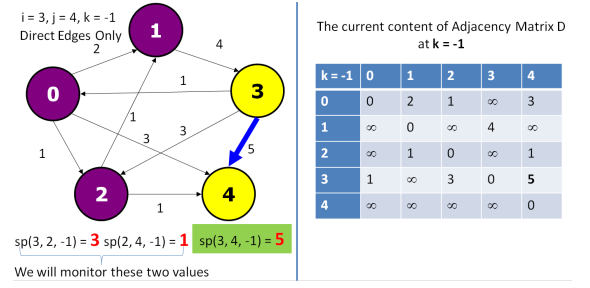 i = 3, j = 4, k = -1
Direct Edges Only
2
1
4
0
1
3
1
3
3
5
1
2
1
4
sp(3, 2, -1) = 3 sp(2, 4, -1) = 1 sp(3, 4, -1) = 5
We will monitor these two values
The current content of Adjacency Matrix D
at k = -1
k = -1 0 1 2 3 4
0 0 2 1 ∞ 3
1 ∞ 0 ∞ 4 ∞
2 ∞ 1 0 ∞ 1
3 1 ∞ 3 0 5
4 ∞ ∞ ∞ ∞ 0